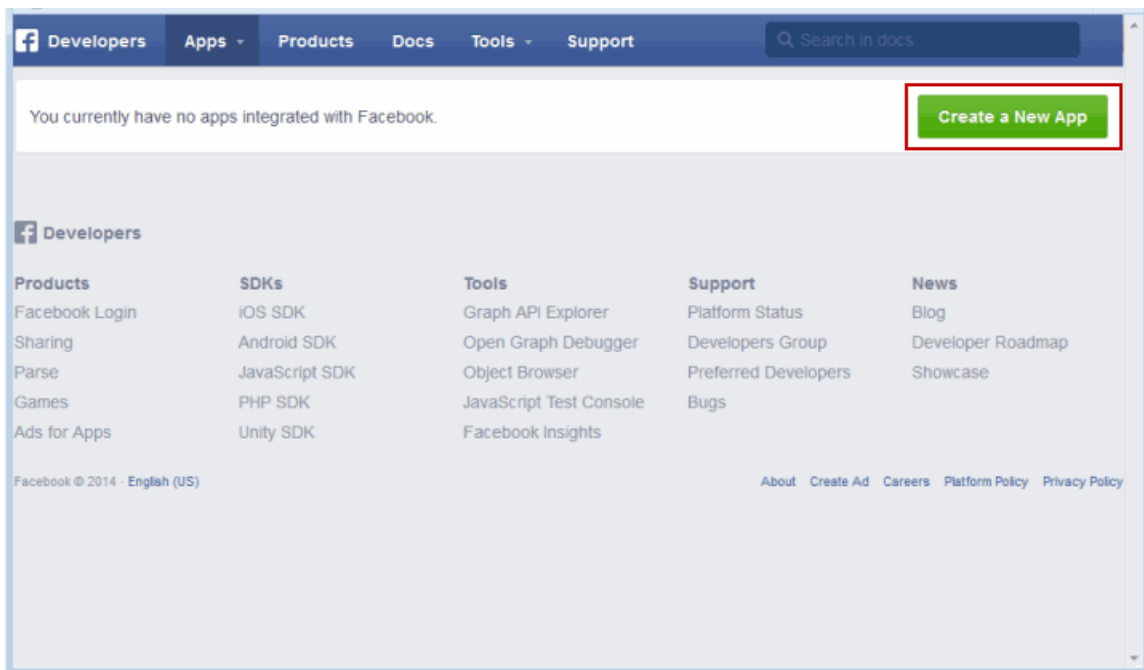 Developers Apps Products Docs Tools Support Search in docs
You currently have no apps integrated with Facebook. Create a New App
Developers
Products SDKs Tools Support News
Facebook Login iOS SDK Graph API Explorer Platform Status Blog
Sharing Android SDK Open Graph Debugger Developers Group Developer Roadmap
Parse JavaScript SDK Object Browser Preferred Developers Showcase
Games PHP SDK JavaScript Test Console Bugs
Ads for Apps Unity SDK Facebook Insights
Facebook © 2014 · English (US) About Create Ad Careers Platform Policy Privacy Policy